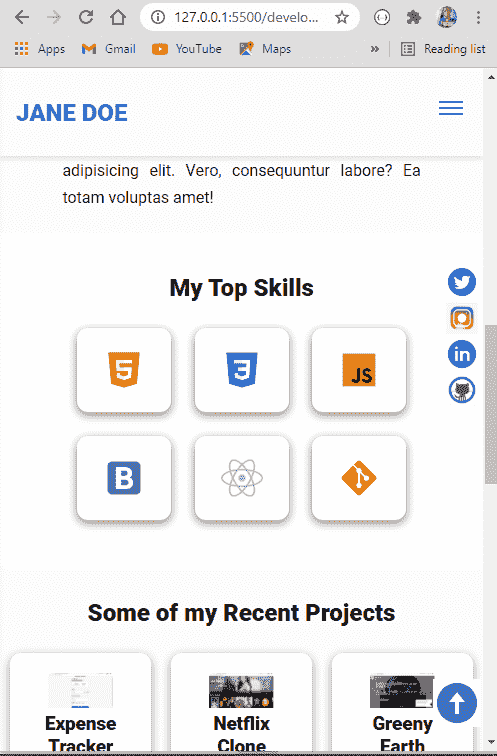 127.0.0.1:5500/develo...
Apps Gmail YouTube Maps » Reading list
JANE DOE
adipisicing elit. Vero, consequuntur labore? Ea
totam voluptas amet!
My Top Skills
5 3 JS
B
Some of my Recent Projects
Expense Netflix Greeny
Tracker Clone Earth